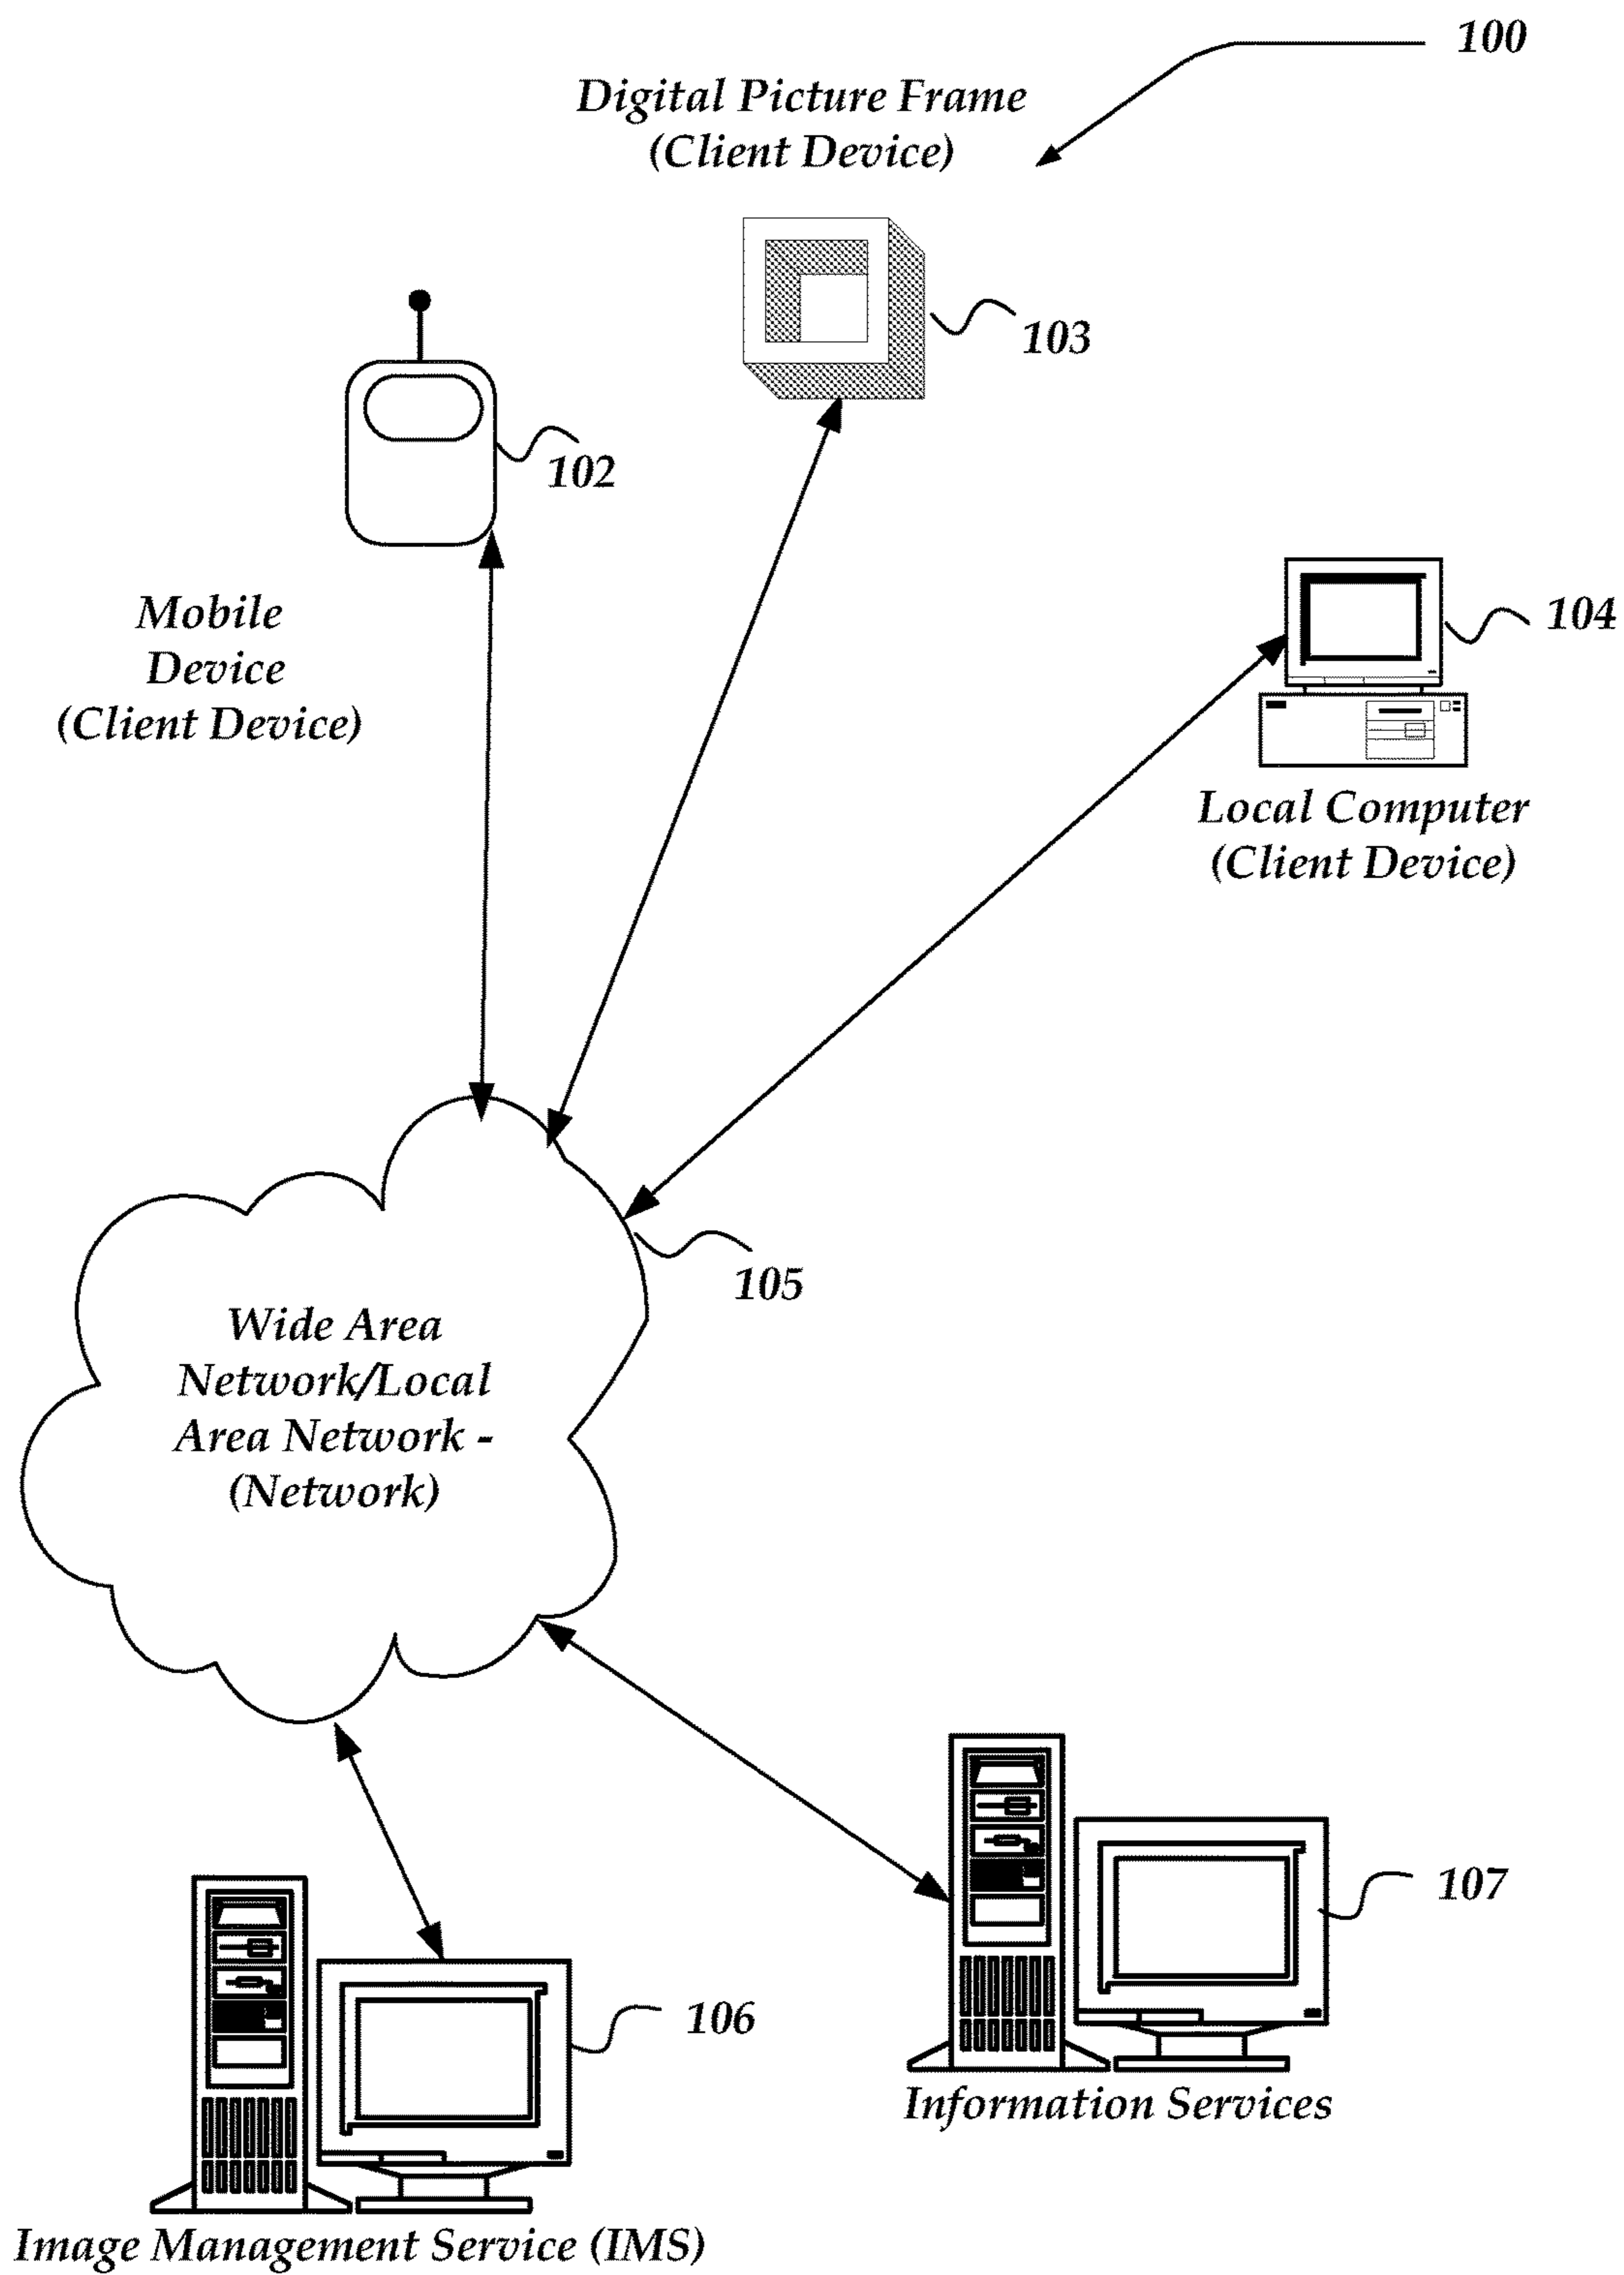 100
Digital Picture Frame
(Client Device)
103
102
Mobile
Device
(Client Device)
104
Local Computer
(Client Device)
105
Wide Area
Network/Local
Area Network -
(Network)
107
Information Services
106
Image Management Service (IMS)